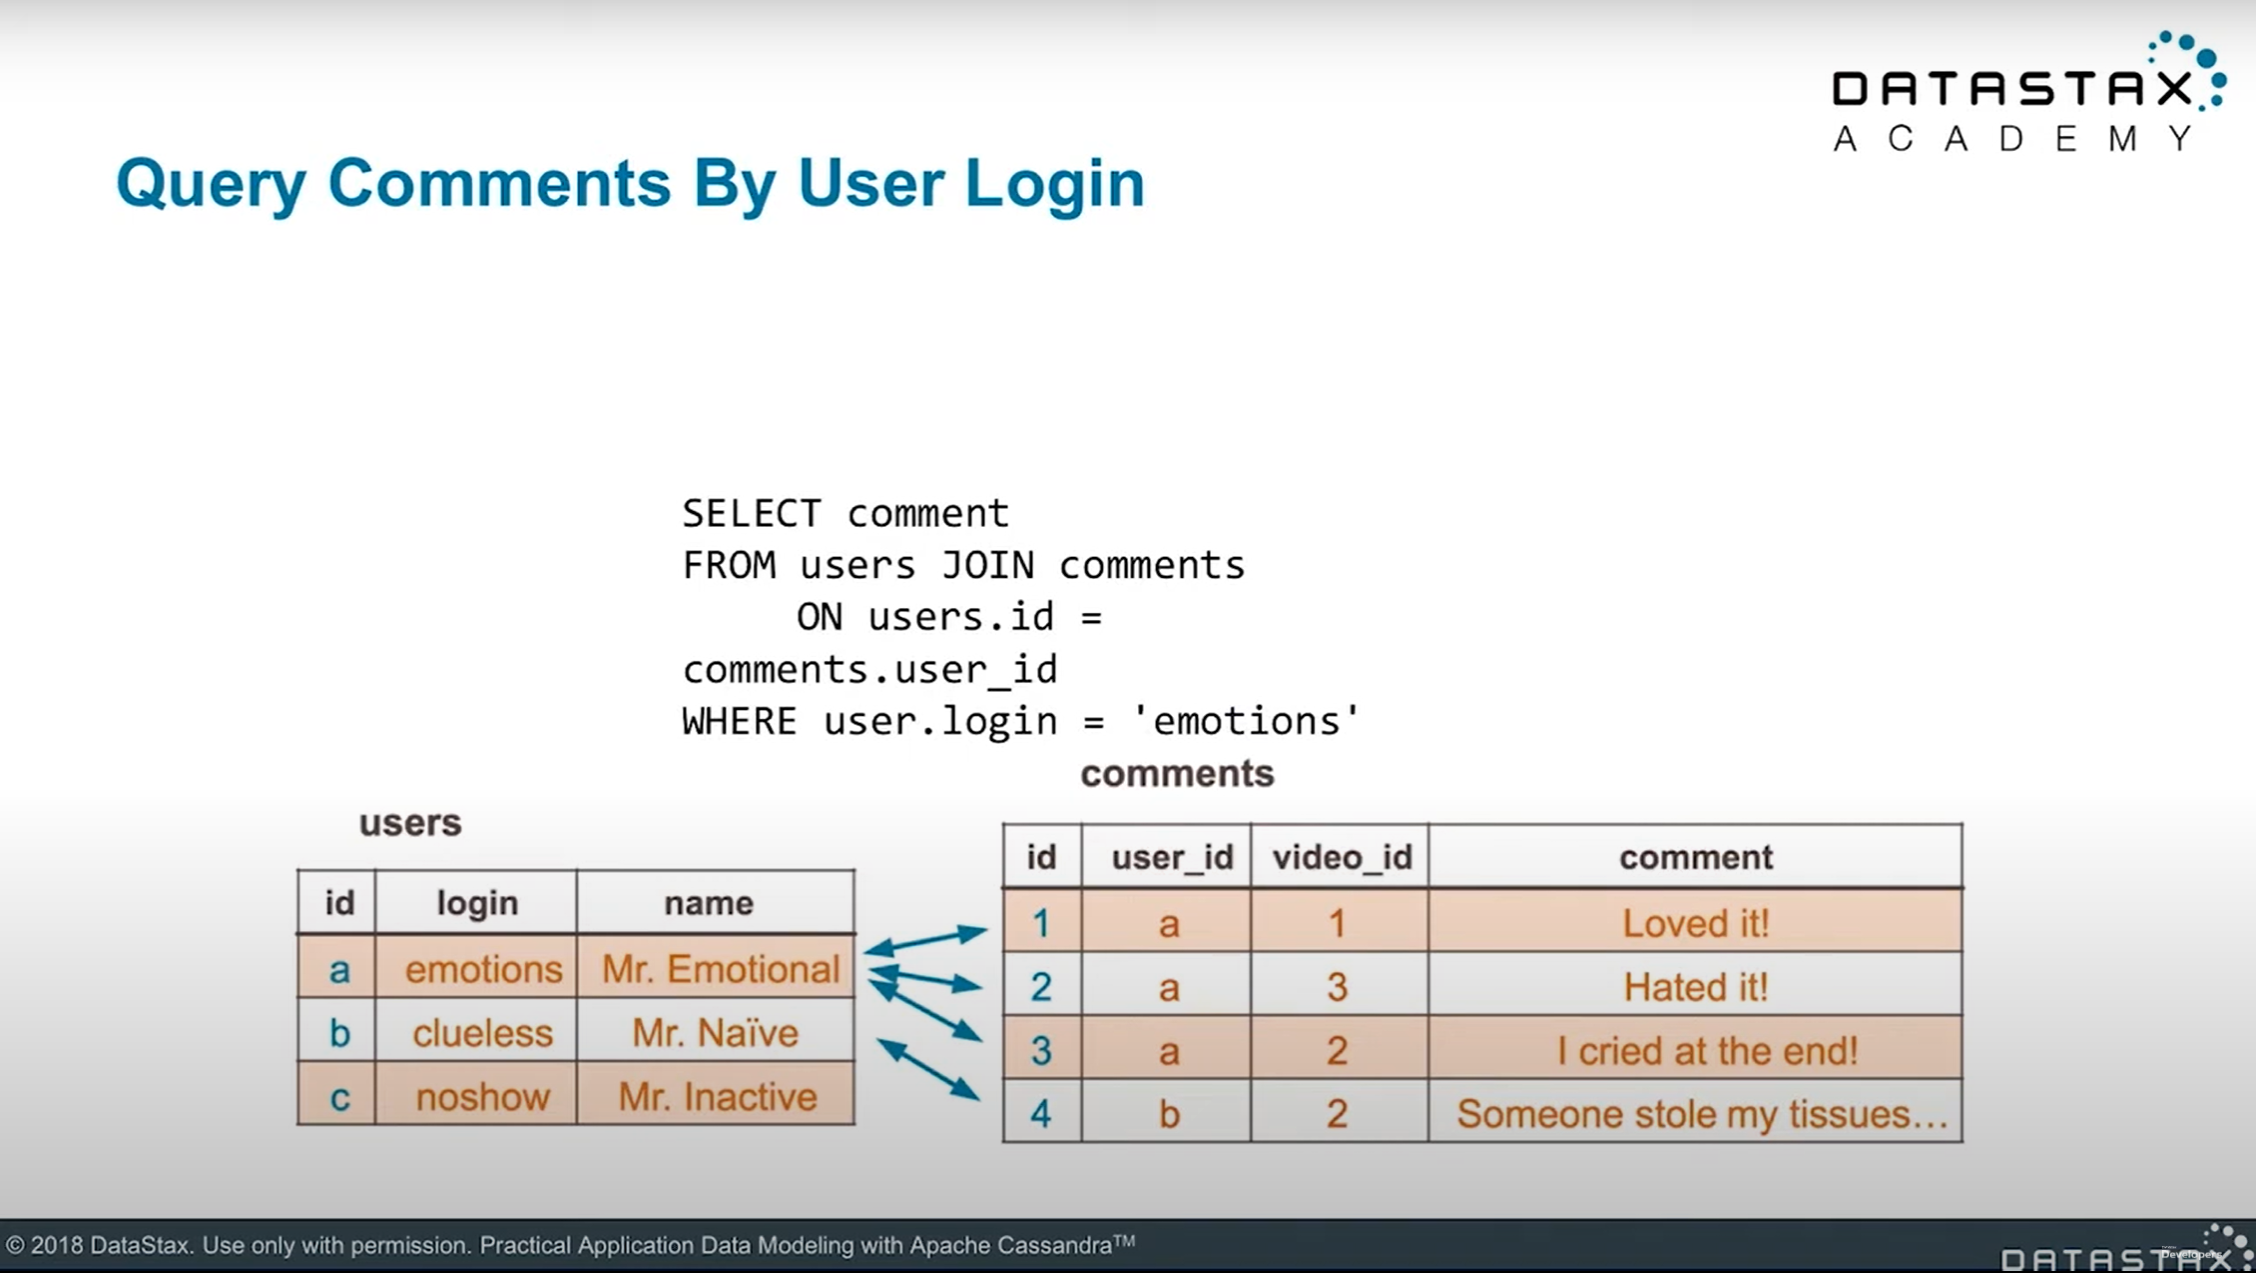 DATASTAX
ACADEMY
Query Comments By User Login
SELECT comment
FROM users JOIN comments
ON users.id =
comments.user_id
WHERE user.login = 'emotions'
users
id login name
a emotions Mr. Emotional
b clueless Mr. Naïve
c noshow Mr. Inactive
comments
id user_id video_id comment
1 a 1 Loved it!
2 a 3 Hated it!
3 a 2 I cried at the end!
4 b 2 Someone stole my tissues…
© 2018 DataStax. Use only with permission. Practical Application Data Modeling with Apache Cassandra™
DATASTAX
Developers